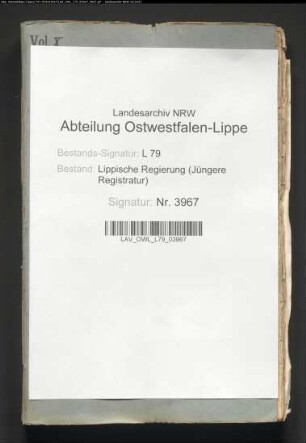 Vol. X
Landesarchiv NRW
Abteilung Ostwestfalen-Lippe
Bestands-Signatur: L 79
Bestand: Lippische Regierung (Jüngere
Registratur)
Signatur: Nr. 3967
LAV_OWL_L79_03967